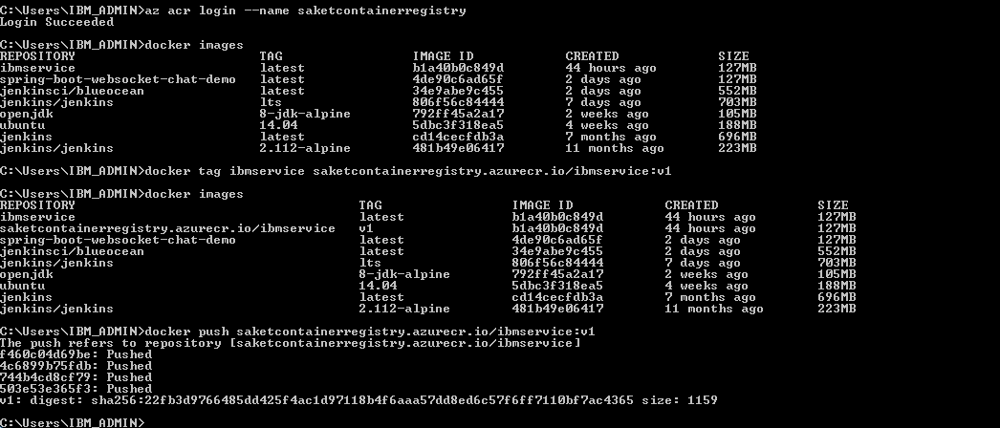 C:\Users\IBM_ADMIN>az acr login --name saketcontainerregistry
Login Succeeded
C:\Users\IBM_ADMIN>docker images
REPOSITORY TAG IMAGE ID CREATED SIZE
ibmservice latest b1a40b0c849d 44 hours ago 127MB
spring-boot-websocket-chat-demo latest 4de90c6ad65f 2 days ago 127MB
jenkinsci/blueocean latest 34e9abe9c455 2 days ago 552MB
jenkins/jenkins lts 806f56c84444 7 days ago 703MB
openjdk 8-jdk-alpine 792ff45a2a17 2 weeks ago 105MB
ubuntu 14.04 5dbc3f318ea5 4 weeks ago 188MB
jenkins latest cd14cecfdb3a 7 months ago 696MB
jenkins/jenkins 2.112-alpine 481b49e06417 11 months ago 223MB
C:\Users\IBM_ADMIN>docker tag ibmservice saketcontainerregistry.azurecr.io/ibmservice:v1
C:\Users\IBM_ADMIN>docker images
REPOSITORY TAG IMAGE ID CREATED SIZE
ibmservice latest b1a40b0c849d 44 hours ago 127MB
saketcontainerregistry.azurecr.io/ibmservice v1 b1a40b0c849d 44 hours ago 127MB
spring-boot-websocket-chat-demo latest 4de90c6ad65f 2 days ago 127MB
jenkinsci/blueocean latest 34e9abe9c455 2 days ago 552MB
jenkins/jenkins lts 806f56c84444 7 days ago 703MB
openjdk 8-jdk-alpine 792ff45a2a17 2 weeks ago 105MB
ubuntu 14.04 5dbc3f318ea5 4 weeks ago 188MB
jenkins latest cd14cecfdb3a 7 months ago 696MB
jenkins/jenkins 2.112-alpine 481b49e06417 11 months ago 223MB
C:\Users\IBM_ADMIN>docker push saketcontainerregistry.azurecr.io/ibmservice:v1
The push refers to repository [saketcontainerregistry.azurecr.io/ibmservice]
f460c04d69be: Pushed
4c6899b75fdb: Pushed
744b4cd8cf79: Pushed
503e53e365f3: Pushed
v1: digest: sha256:22fb3d9766485dd425f4ac1d97118b4f6aaa57dd8ed6c57f6ff7110bf7ac4365 size: 1159
C:\Users\IBM_ADMIN>